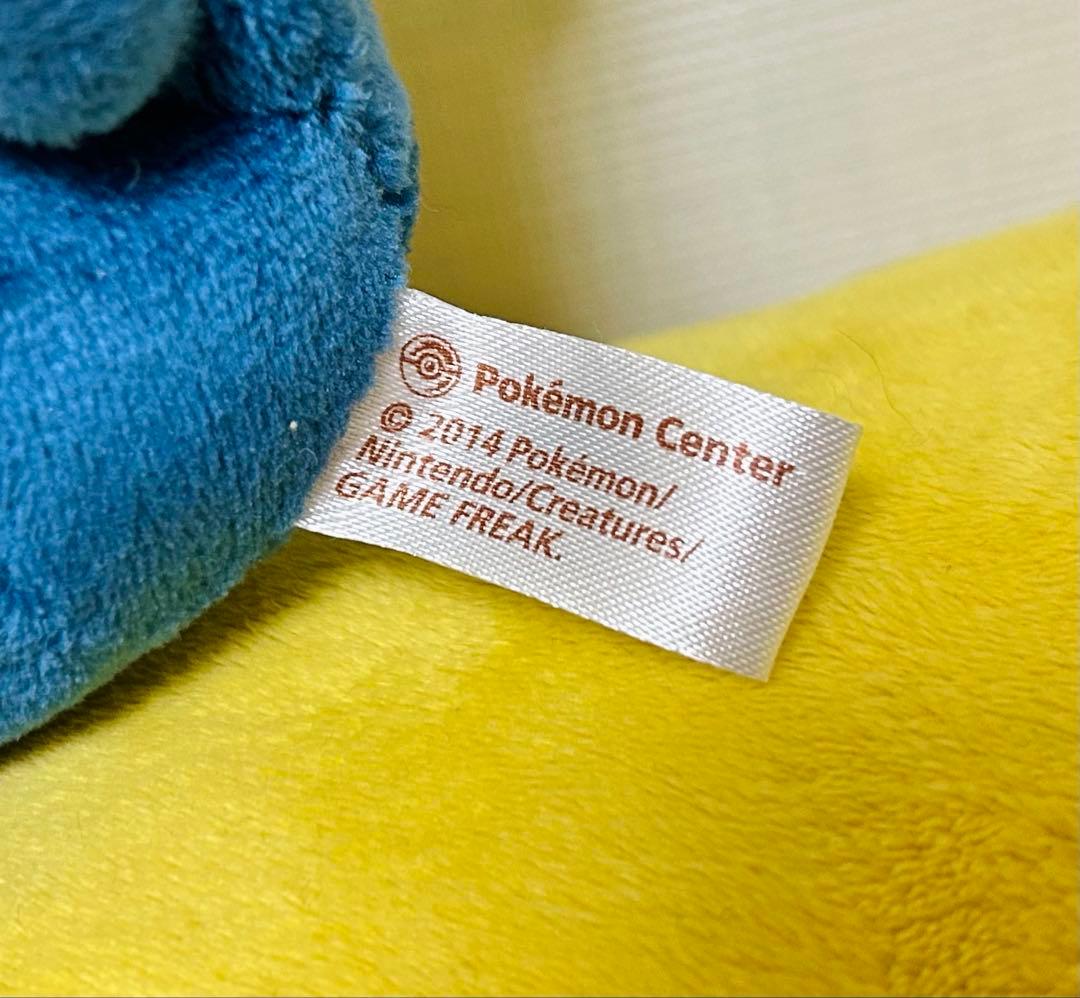 Pokémon Center
© 2014 Pokémon/
Nintendo/Creatures/
GAME FREAK.